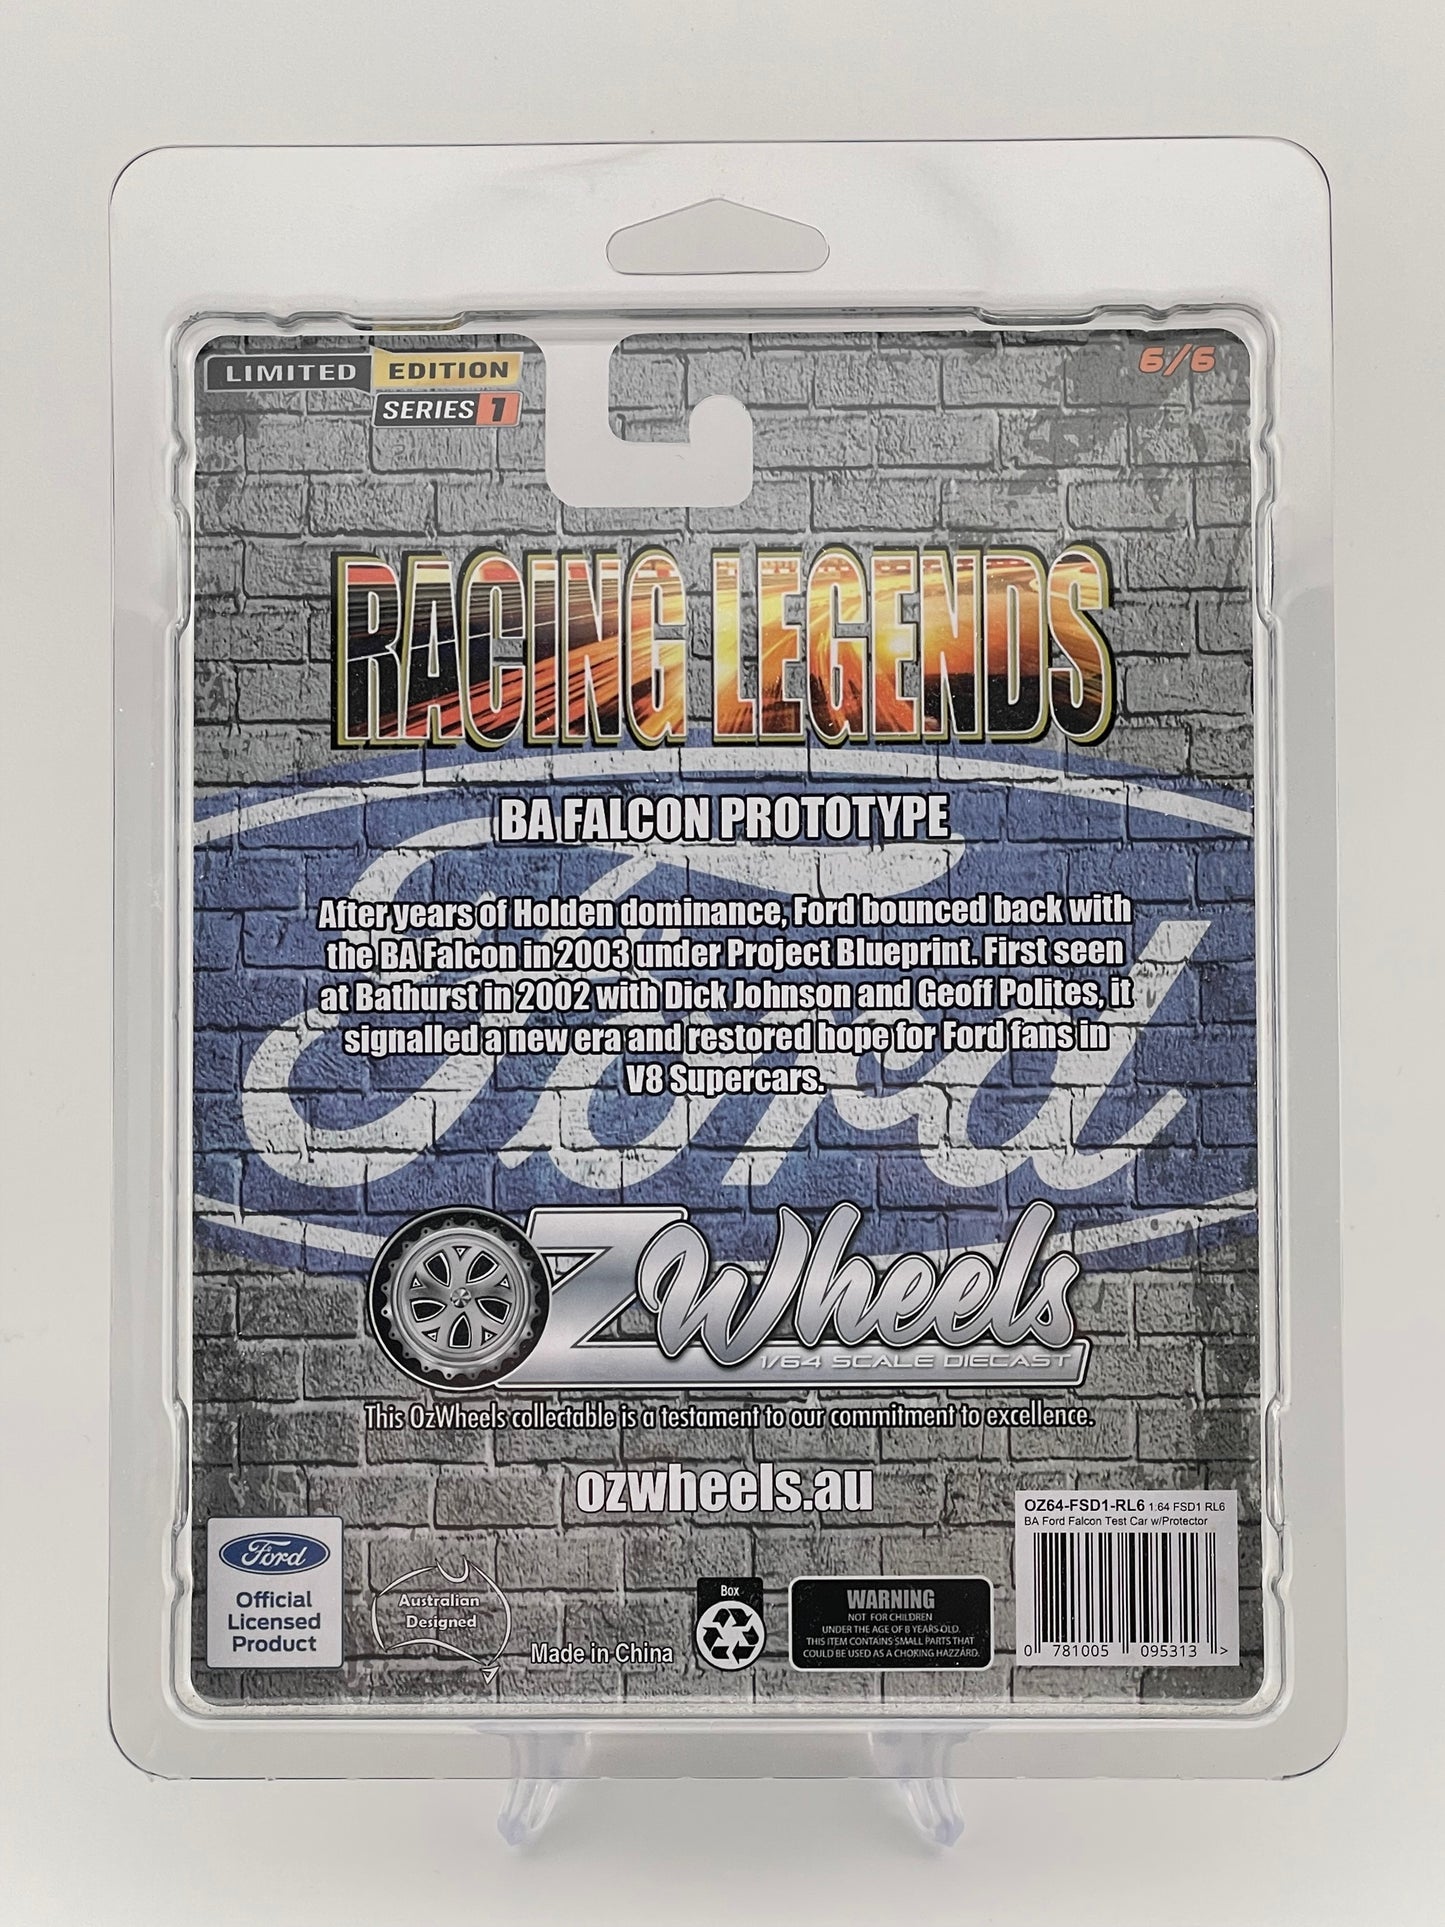 LIMITED EDITION
SERIES 1
6/6
RACING LEGENDS
BA FALCON PROTOTYPE
After years of Holden dominance, Ford bounced back with
the BA Falcon in 2003 under Project Blueprint. First seen
at Bathurst in 2002 with Dick Johnson and Geoff Polites, it
signalled a new era and restored hope for Ford fans in
V8 Supercars.
Ford
OZ Wheels
1/64 SCALE DIECAST
This OzWheels collectable is a testament to our commitment to excellence.
ozwheels.au
OZ64-FSD1-RL6 1:64 FSD1 RL6
BA Ford Falcon Test Car w/Protector
0 781005 095313 >
Ford
Official
Licensed
Product
Australian
Designed
Made in China
Box
WARNING
NOT FOR CHILDREN
UNDER THE AGE OF 8 YEARS OLD.
THIS ITEM CONTAINS SMALL PARTS THAT
COULD BE USED AS A CHOKING HAZZARD.